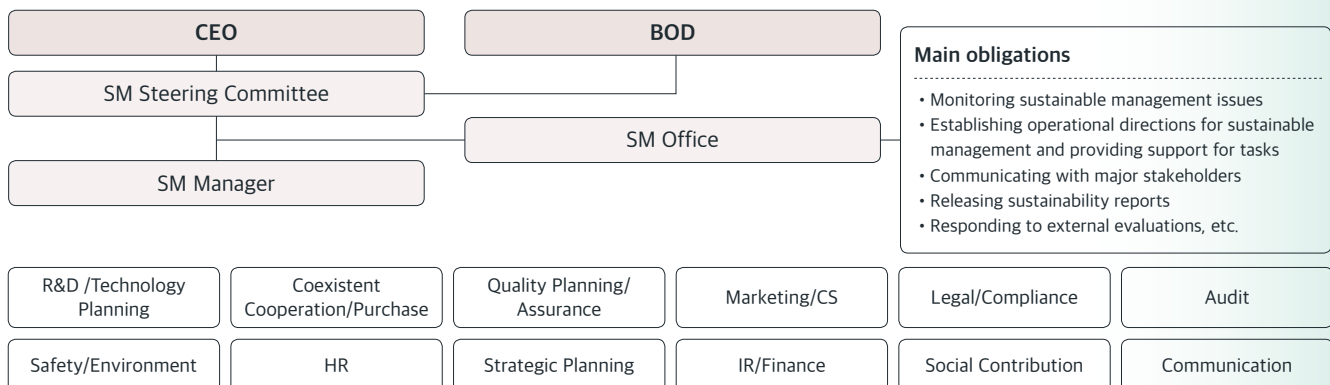 CEO
BOD
SM Steering Committee
SM Office
SM Manager
Main obligations
• Monitoring sustainable management issues
• Establishing operational directions for sustainable
management and providing support for tasks
• Communicating with major stakeholders
• Releasing sustainability reports
• Responding to external evaluations, etc.
R&D /Technology
Planning
Coexistent
Cooperation/Purchase
Quality Planning/
Assurance
Marketing/CS
Legal/Compliance
Audit
Safety/Environment
HR
Strategic Planning
IR/Finance
Social Contribution
Communication